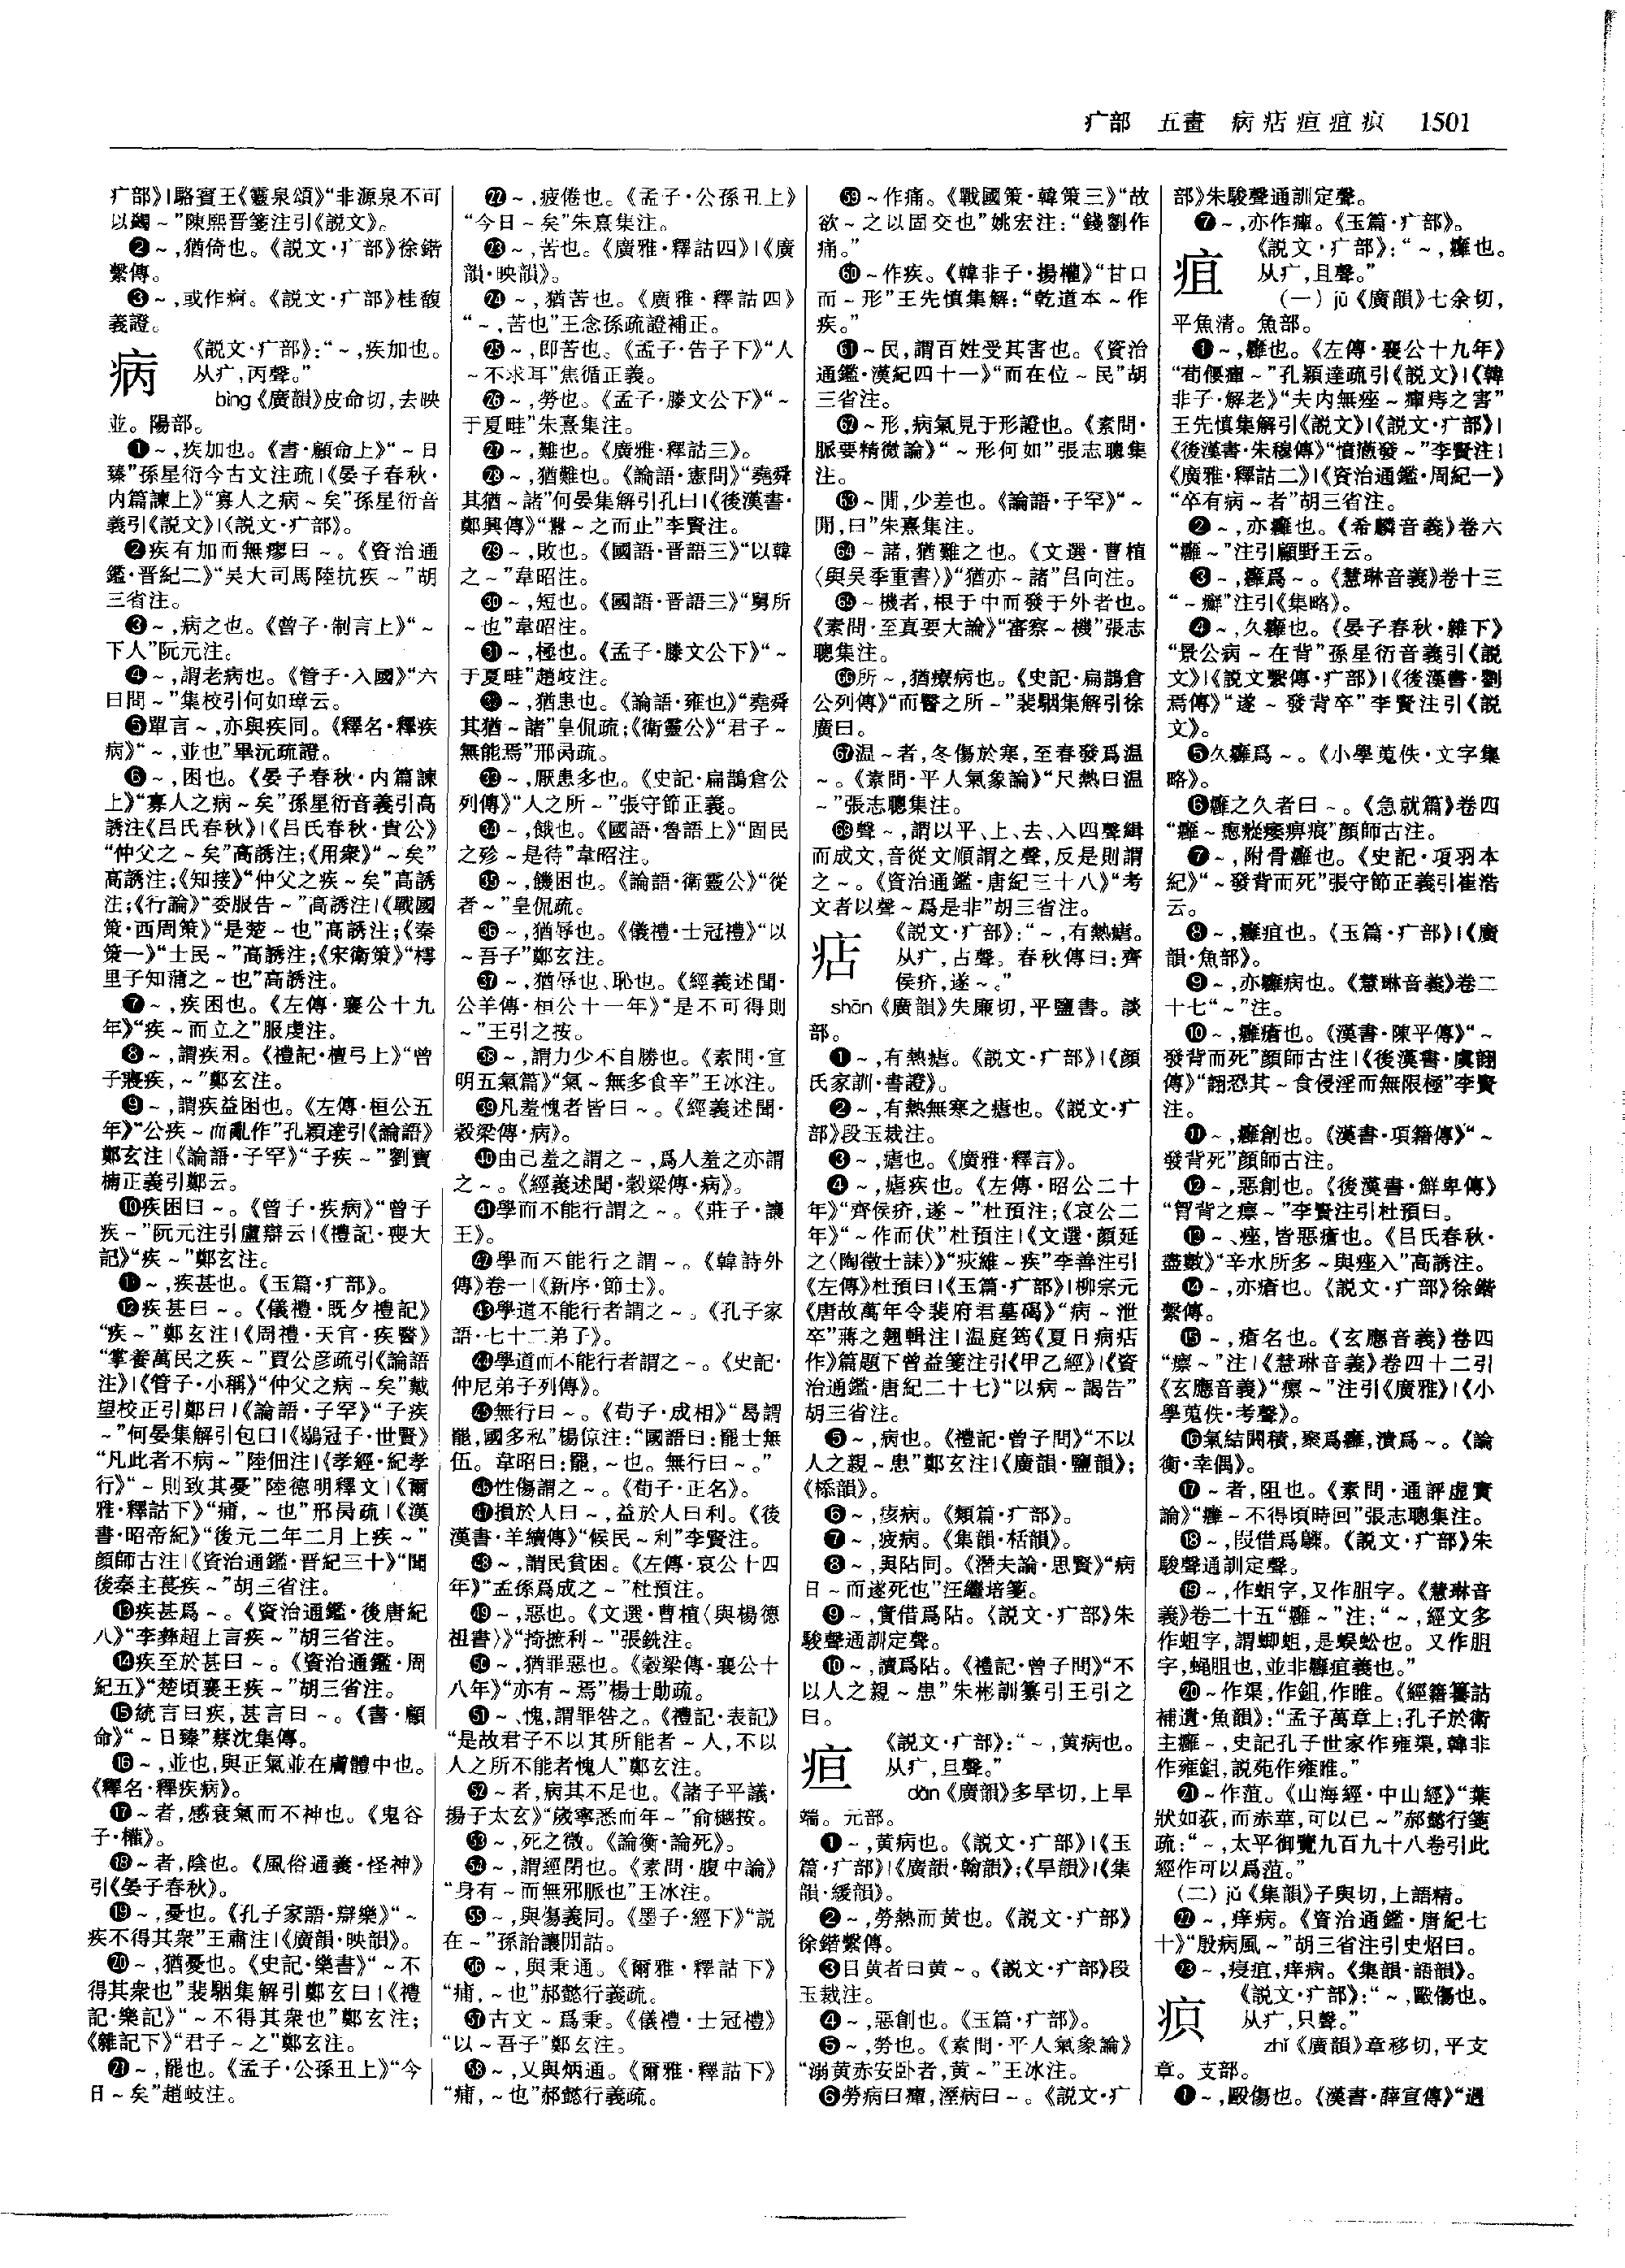 疒部 五畫 病痁疸疽疻 1501
疒部》|駱賓王《靈泉頌》“非源泉不可
以蠲～”陳熙晉箋注引《説文》。
❷～,猶倚也。《説文·疒部》徐鍇
繫傳。
❸～,或作痾。《説文·疒部》桂馥
義證。
病
《説文·疒部》：“～,疾加也。
从疒,丙聲。”
bìng《廣韻》皮命切,去映
並。陽部。
❶～,疾加也。《書·顧命上》“～日
臻”孫星衍今古文注疏|《晏子春秋·
内篇諫上》“寡人之病～矣”孫星衍音
義引《説文》|《説文·疒部》。
❷疾有加而無瘳曰～。《資治通
鑑·晉紀二》“吴大司馬陸抗疾～”胡
三省注。
❸～,病之也。《曾子·制言上》“～
下人”阮元注。
❹～,謂老病也。《管子·入國》“六
日問～”集校引何如璋云。
❺單言～,亦與疾同。《釋名·釋疾
病》“～,並也”畢沅疏證。
❻～,困也。《晏子春秋·内篇諫
上》“寡人之病～矣”孫星衍音義引高
誘注《吕氏春秋》|《吕氏春秋·貴公》
“仲父之～矣”高誘注;《用衆》“～矣”
高誘注;《知接》“仲父之疾～矣”高誘
注;《行論》“委服告～”高誘注|《戰國
策·西周策》“是楚～也”高誘注;《秦
策一》“士民～”高誘注;《宋衛策》“樗
里子知蒲之～也”高誘注。
❼～,疾困也。《左傳·襄公十九
年》“疾～而立之”服虔注。
❽～,謂疾困。《禮記·檀弓上》“曾
子寢疾,～”鄭玄注。
❾～,謂疾益困也。《左傳·桓公五
年》“公疾～而亂作”孔穎達引《論語》
鄭玄注|《論語·子罕》“子疾～”劉寶
楠正義引鄭云。
❿疾困曰～。《曾子·疾病》“曾子
疾～”阮元注引盧辯云|《禮記·喪大
記》“疾～”鄭玄注。
⓫～,疾甚也。《玉篇·疒部》。
⓬疾甚曰～。《儀禮·既夕禮記》
“疾～”鄭玄注|《周禮·天官·疾醫》
“掌養萬民之疾～”賈公彦疏引《論語
注》|《管子·小稱》“仲父之病～矣”戴
望校正引鄭曰|《論語·子罕》“子疾
～”何晏集解引包曰|《鶡冠子·世賢》
“凡此者不病～”陸佃注|《孝經·紀孝
行》“～則致其憂”陸德明釋文|《爾
雅·釋詁下》“痡,～也”邢昺疏|《漢
書·昭帝紀》“後元二年二月上疾～”
顔師古注|《資治通鑑·晉紀三十》“聞
後秦主萇疾～”胡三省注。
⓭疾甚爲～。《資治通鑑·後唐紀
八》“李彝超上言疾～”胡三省注。
⓮疾至於甚曰～。《資治通鑑·周
紀五》“楚頃襄王疾～”胡三省注。
⓯統言曰疾,甚言曰～。《書·顧
命》“～日臻”蔡沈集傳。
⓰～,並也,與正氣並在膚體中也。
《釋名·釋疾病》。
⓱～者,感衰氣而不神也。《鬼谷
子·權》。
⓲～者,陰也。《風俗通義·怪神》
引《晏子春秋》。
⓳～,憂也。《孔子家語·辯樂》“～
疾不得其衆”王肅注|《廣韻·映韻》。
⓴～,猶憂也。《史記·樂書》“～不
得其衆也”裴駰集解引鄭玄曰|《禮
記·樂記》“～不得其衆也”鄭玄注;
《雜記下》“君子～之”鄭玄注。
㉑～,罷也。《孟子·公孫丑上》“今
日～矣”趙岐注。
㉒～,疲倦也。《孟子·公孫丑上》
“今日～矣”朱熹集注。
㉓～,苦也。《廣雅·釋詁四》|《廣
韻·映韻》。
㉔～,猶苦也。《廣雅·釋詁四》
“～,苦也”王念孫疏證補正。
㉕～,即苦也。《孟子·告子下》“人
～不求耳”焦循正義。
㉖～,勞也。《孟子·滕文公下》“～
于夏畦”朱熹集注。
㉗～,難也。《廣雅·釋詁三》。
㉘～,猶難也。《論語·憲問》“堯舜
其猶～諸”何晏集解引孔曰|《後漢書·
鄭興傳》“囂～之而止”李賢注。
㉙～,敗也。《國語·晉語三》“以韓
之～”韋昭注。
㉚～,短也。《國語·晉語三》“舅所
～也”韋昭注。
㉛～,極也。《孟子·滕文公下》“～
于夏畦”趙岐注。
㉜～,猶患也。《論語·雍也》“堯舜
其猶～諸”皇侃疏;《衛靈公》“君子～
無能焉”邢昺疏。
㉝～,厭患多也。《史記·扁鵲倉公
列傳》“人之所～”張守節正義。
㉞～,餓也。《國語·魯語上》“固民
之殄～是待”韋昭注。
㉟～,饑困也。《論語·衛靈公》“從
者～”皇侃疏。
㊱～,猶辱也。《儀禮·士冠禮》“以
～吾子”鄭玄注。
㊲～,猶辱也、恥也。《經義述聞·
公羊傳·桓公十一年》“是不可得則
～”王引之按。
㊳～,謂力少不自勝也。《素問·宣
明五氣篇》“氣～無多食辛”王冰注。
㊴凡羞愧者皆曰～。《經義述聞·
穀梁傳·病》。
㊵由己羞之謂之～,爲人羞之亦謂
之～。《經義述聞·穀梁傳·病》。
㊶學而不能行謂之～。《莊子·讓
王》。
㊷學而不能行之謂～。《韓詩外
傳》卷一|《新序·節士》。
㊸學道不能行者謂之～。《孔子家
語·七十二弟子》。
㊹學道而不能行者謂之～。《史記·
仲尼弟子列傳》。
㊺無行曰～。《荀子·成相》“曷謂
罷,國多私”楊倞注：“國語曰：罷士無
伍。韋昭曰：罷,～也。無行曰～。”
㊻性傷謂之～。《荀子·正名》。
㊼損於人曰～,益於人曰利。《後
漢書·羊續傳》“候民～利”李賢注。
㊽～,謂民貧困。《左傳·哀公十四
年》“孟孫爲成之～”杜預注。
㊾～,惡也。《文選·曹植〈與楊德
祖書〉》“掎摭利～”張銑注。
㊿～,猶罪惡也。《穀梁傳·襄公十
八年》“亦有～焉”楊士勛疏。
51～、愧,謂罪咎之。《禮記·表記》
“是故君子不以其所能者～人,不以
人之所不能者愧人”鄭玄注。
52～者,病其不足也。《諸子平議·
揚子太玄》“歲寧悉而年～”俞樾按。
53～,死之微。《論衡·論死》。
54～,謂經閉也。《素問·腹中論》
“身有～而無邪脈也”王冰注。
55～,與傷義同。《墨子·經下》“説
在～”孫詒讓閒詁。
56～,與秉通。《爾雅·釋詁下》
“痡,～也”郝懿行義疏。
57古文～爲秉。《儀禮·士冠禮》
“以～吾子”鄭玄注。
58～,又與炳通。《爾雅·釋詁下》
“痡,～也”郝懿行義疏。
59～作痛。《戰國策·韓策三》“故
欲～之以固交也”姚宏注：“錢劉作
痛。”
60～作疾。《韓非子·揚權》“甘口
而～形”王先慎集解：“乾道本～作
疾。”
61～民,謂百姓受其害也。《資治
通鑑·漢紀四十一》“而在位～民”胡
三省注。
62～形,病氣見于形證也。《素問·
脈要精微論》“～形何如”張志聰集
注。
63～閒,少差也。《論語·子罕》“～
閒,曰”朱熹集注。
64～諸,猶難之也。《文選·曹植
〈與吴季重書〉》“猶亦～諸”吕向注。
65～機者,根于中而發于外者也。
《素問·至真要大論》“審察～機”張志
聰集注。
66所～,猶療病也。《史記·扁鵲倉
公列傳》“而醫之所～”裴駰集解引徐
廣曰。
67温～者,冬傷於寒,至春發爲温
～。《素問·平人氣象論》“尺熱曰温
～”張志聰集注。
68聲～,謂以平、上、去、入四聲緝
而成文,音從文順謂之聲,反是則謂
之～。《資治通鑑·唐紀三十八》“考
文者以聲～爲是非”胡三省注。
痁
《説文·疒部》：“～,有熱瘧。
从疒,占聲。春秋傳曰：齊
侯疥,遂～。”
shān《廣韻》失廉切,平鹽書。談
部。
❶～,有熱瘧。《説文·疒部》|《顔
氏家訓·書證》。
❷～,有熱無寒之瘧也。《説文·疒
部》段玉裁注。
❸～,瘧也。《廣雅·釋言》。
❹～,瘧疾也。《左傳·昭公二十
年》“齊侯疥,遂～”杜預注;《哀公二
年》“～作而伏”杜預注|《文選·顔延
之〈陶徵士誄〉》“疢維～疾”李善注引
《左傳》杜預曰|《玉篇·疒部》|柳宗元
《唐故萬年令裴府君墓碣》“病～泄
卒”蔣之翹輯注|温庭筠《夏日病痁
作》篇題下曾益箋注引《甲乙經》|《資
治通鑑·唐紀二十七》“以病～謁告”
胡三省注。
❺～,病也。《禮記·曾子問》“不以
人之親～患”鄭玄注|《廣韻·鹽韻》;
《㮇韻》。
❻～,痎病。《類篇·疒部》。
❼～,疲病。《集韻·栝韻》。
❽～,與阽同。《潛夫論·思賢》“病
日～而遂死也”汪繼培箋。
❾～,實借爲阽。《説文·疒部》朱
駿聲通訓定聲。
❿～,讀爲阽。《禮記·曾子問》“不
以人之親～患”朱彬訓纂引王引之
曰。
疸
《説文·疒部》：“～,黄病也。
从疒,旦聲。”
dǎn《廣韻》多旱切,上旱
端。元部。
❶～,黄病也。《説文·疒部》|《玉
篇·疒部》|《廣韻·翰韻》;《旱韻》|《集
韻·緩韻》。
❷～,勞熱而黄也。《説文·疒部》
徐鍇繫傳。
❸目黄者曰黄～。《説文·疒部》段
玉裁注。
❹～,惡創也。《玉篇·疒部》。
❺～,勞也。《素問·平人氣象論》
“溺黄赤安卧者,黄～”王冰注。
❻勞病曰癉,溼病曰～。《説文·疒
部》朱駿聲通訓定聲。
❼～,亦作癉。《玉篇·疒部》。
疽
《説文·疒部》：“～,癰也。
从疒,且聲。”
(一)jū《廣韻》七余切,
平魚清。魚部。
❶～,癰也。《左傳·襄公十九年》
“荀偃癉～”孔穎達疏引《説文》|《韓
非子·解老》“夫内無痤～癉痔之害”
王先慎集解引《説文》|《説文·疒部》|
《後漢書·朱穆傳》“憤懣發～”李賢注|
《廣雅·釋詁二》|《資治通鑑·周紀一》
“卒有病～者”胡三省注。
❷～,亦癰也。《希麟音義》卷六
“癰～”注引顧野王云。
❸～,癰爲～。《慧琳音義》卷十三
“～癬”注引《集略》。
❹～,久癰也。《晏子春秋·雜下》
“景公病～在背”孫星衍音義引《説
文》|《説文繫傳·疒部》|《後漢書·劉
焉傳》“遂～發背卒”李賢注引《説
文》。
❺久癰爲～。《小學蒐佚·文字集
略》。
❻癰之久者曰～。《急就篇》卷四
“癰～瘛瘲痿痹痕”顔師古注。
❼～,附骨癰也。《史記·項羽本
紀》“～發背而死”張守節正義引崔浩
云。
❽～,癰疽也。《玉篇·疒部》|《廣
韻·魚部》。
❾～,亦癰病也。《慧琳音義》卷二
十七“～”注。
❿～,癰瘡也。《漢書·陳平傳》“～
發背而死”顔師古注|《後漢書·虞詡
傳》“詡恐其～食侵淫而無限極”李賢
注。
⓫～,癰創也。《漢書·項籍傳》“～
發背死”顔師古注。
⓬～,惡創也。《後漢書·鮮卑傳》
“胷背之瘭～”李賢注引杜預曰。
⓭～、痤,皆惡瘡也。《吕氏春秋·
盡數》“辛水所多～與痤人”高誘注。
⓮～,亦瘡也。《説文·疒部》徐鍇
繫傳。
⓯～,瘡名也。《玄應音義》卷四
“瘭～”注|《慧琳音義》卷四十二引
《玄應音義》“瘭～”注引《廣雅》|《小
學蒐佚·考聲》。
⓰氣結閼積,聚爲癰,潰爲～。《論
衡·幸偶》。
⓱～者,阻也。《素問·通評虚實
論》“癰～不得頃時回”張志聰集注。
⓲～,叚借爲驟。《説文·疒部》朱
駿聲通訓定聲。
⓳～,作蛆字,又作胆字。《慧琳音
義》卷二十五“癰～”注：“～,經文多
作蛆字,謂蝍蛆,是蜈蚣也。又作胆
字,蝇胆也,並非癰疽義也。”
⓴～作渠,作鉏,作睢。《經籍籑詁
補遺·魚韻》：“孟子萬章上：孔子於衛
主癰～,史記孔子世家作雍渠,韓非
作雍鉏,説苑作雍睢。”
㉑～作菹。《山海經·中山經》“葉
狀如荻,而赤華,可以已～”郝懿行箋
疏：“～,太平御覽九百九十八卷引此
經作可以爲菹。”
(二)jǔ《集韻》子與切,上語精。
㉒～,痒病。《資治通鑑·唐紀七
十》“殷病風～”胡三省注引史炤曰。
㉓～,㾛疽,痒病。《集韻·語韻》。
疻
《説文·疒部》：“～,毆傷也。
从疒,只聲。”
zhǐ《廣韻》章移切,平支
章。支部。
❶～,毆傷也。《漢書·薛宣傳》“遇